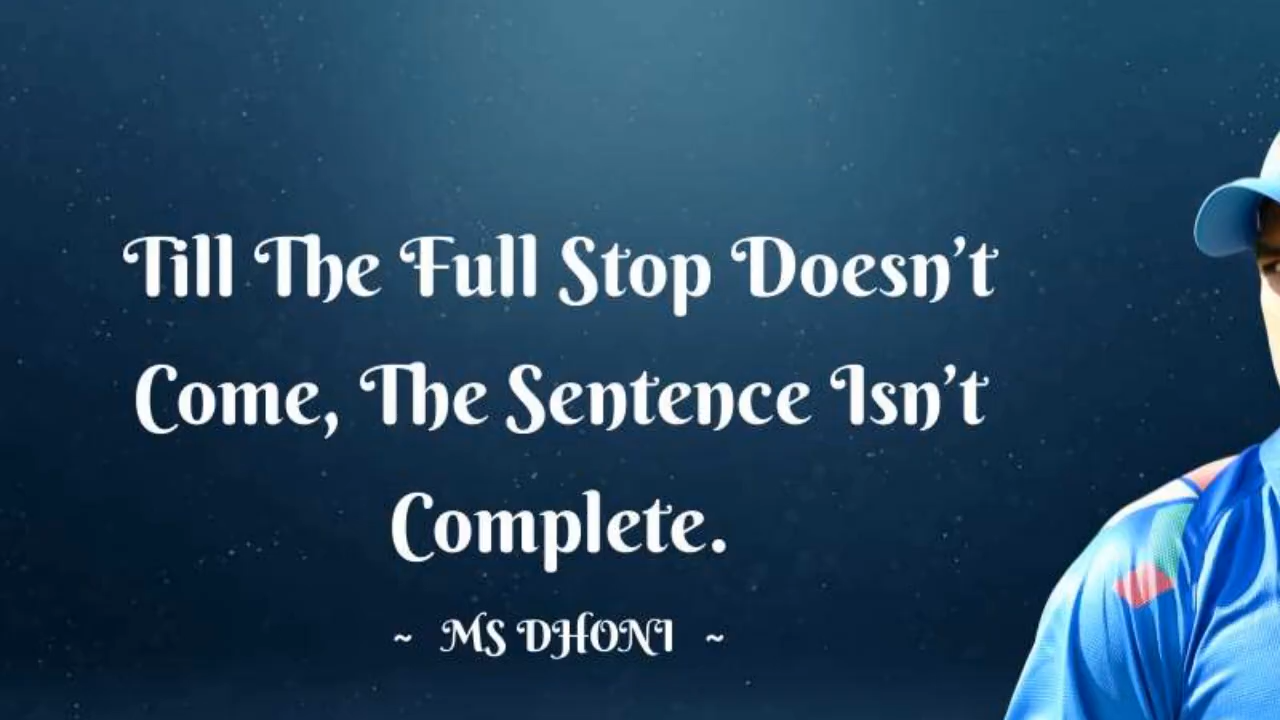 Till The Full Stop Doesn't
Come, The Sentence Isn't
Complete.
~ MS DHONI ~